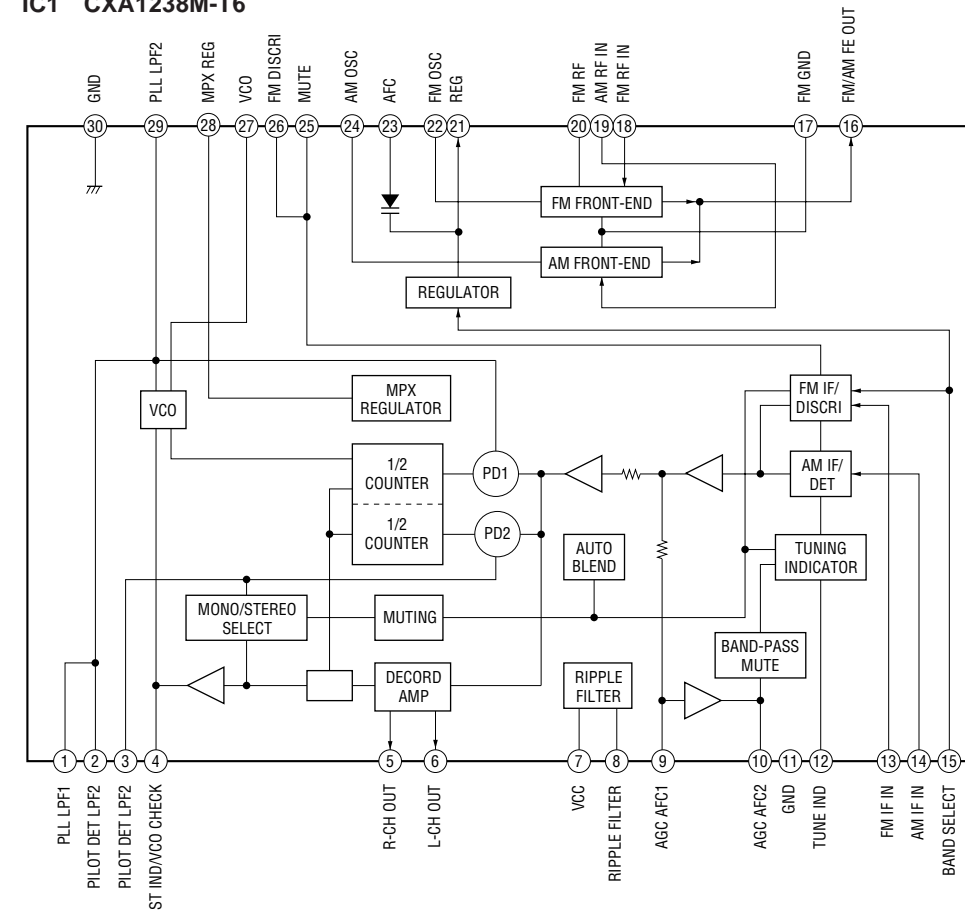 IC1 CXA1238M-T6
GND
PLL LPF2
MPX REG
VCO
FM DISCRI
MUTE
AM OSC
AFC
FM OSC
REG
FM RF
AM RF IN
FM RF IN
FM GND
FM/AM FE OUT
30
29
28
27
26
25
24
23
22
21
20
19
18
17
16
FM FRONT-END
AM FRONT-END
REGULATOR
VCO
MPX
REGULATOR
FM IF/
DISCRI
1/2
COUNTER
PD1
AM IF/
DET
1/2
COUNTER
PD2
AUTO
BLEND
TUNING
INDICATOR
MONO/STEREO
SELECT
MUTING
BAND-PASS
MUTE
DECORD
AMP
RIPPLE
FILTER
1
2
3
4
5
6
7
8
9
10
11
12
13
14
15
PLL LPF1
PILOT DET LPF2
PILOT DET LPF2
ST IND/VCO CHECK
R-CH OUT
L-CH OUT
VCC
RIPPLE FILTER
AGC AFC1
AGC AFC2
GND
TUNE IND
FM IF IN
AM IF IN
BAND SELECT